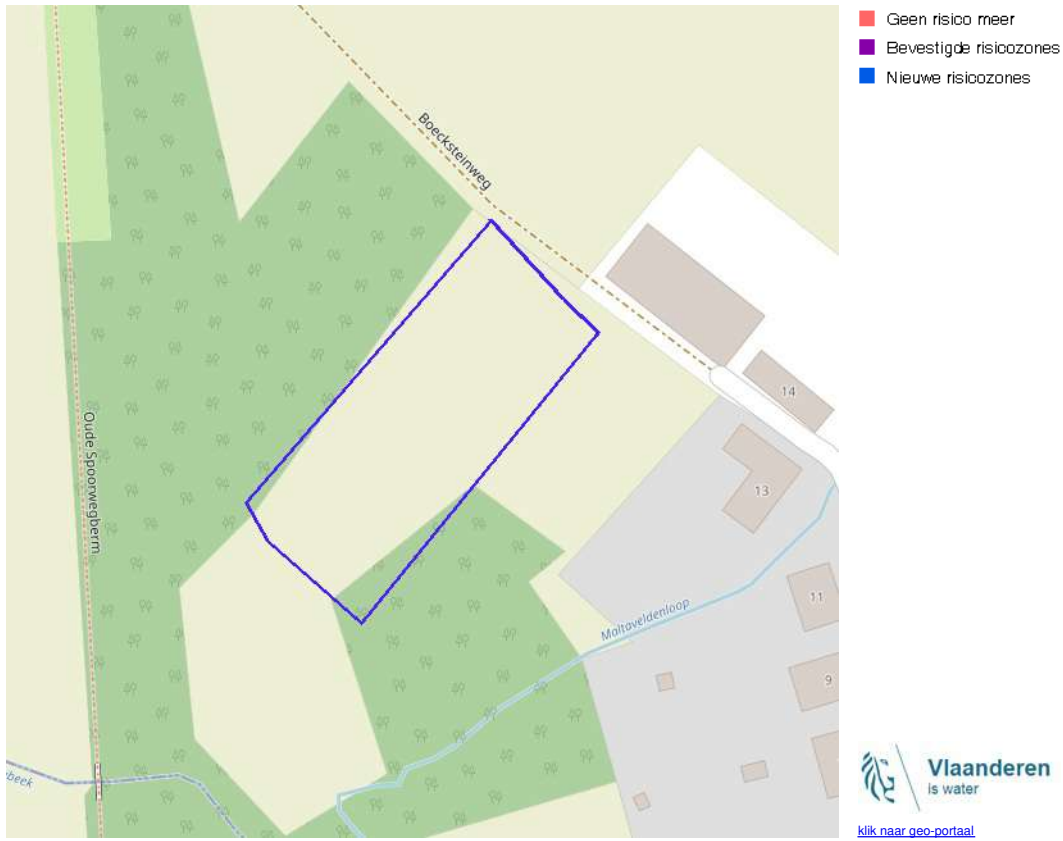 Geen risico meer
Bevestigde risicozones
Nieuwe risicozones
Boecksteinweg
14
Oude Spoorwegberm
13
11
Maltaveldenloop
9
beek
Vlaanderen
is water
klik naar geo-portaal